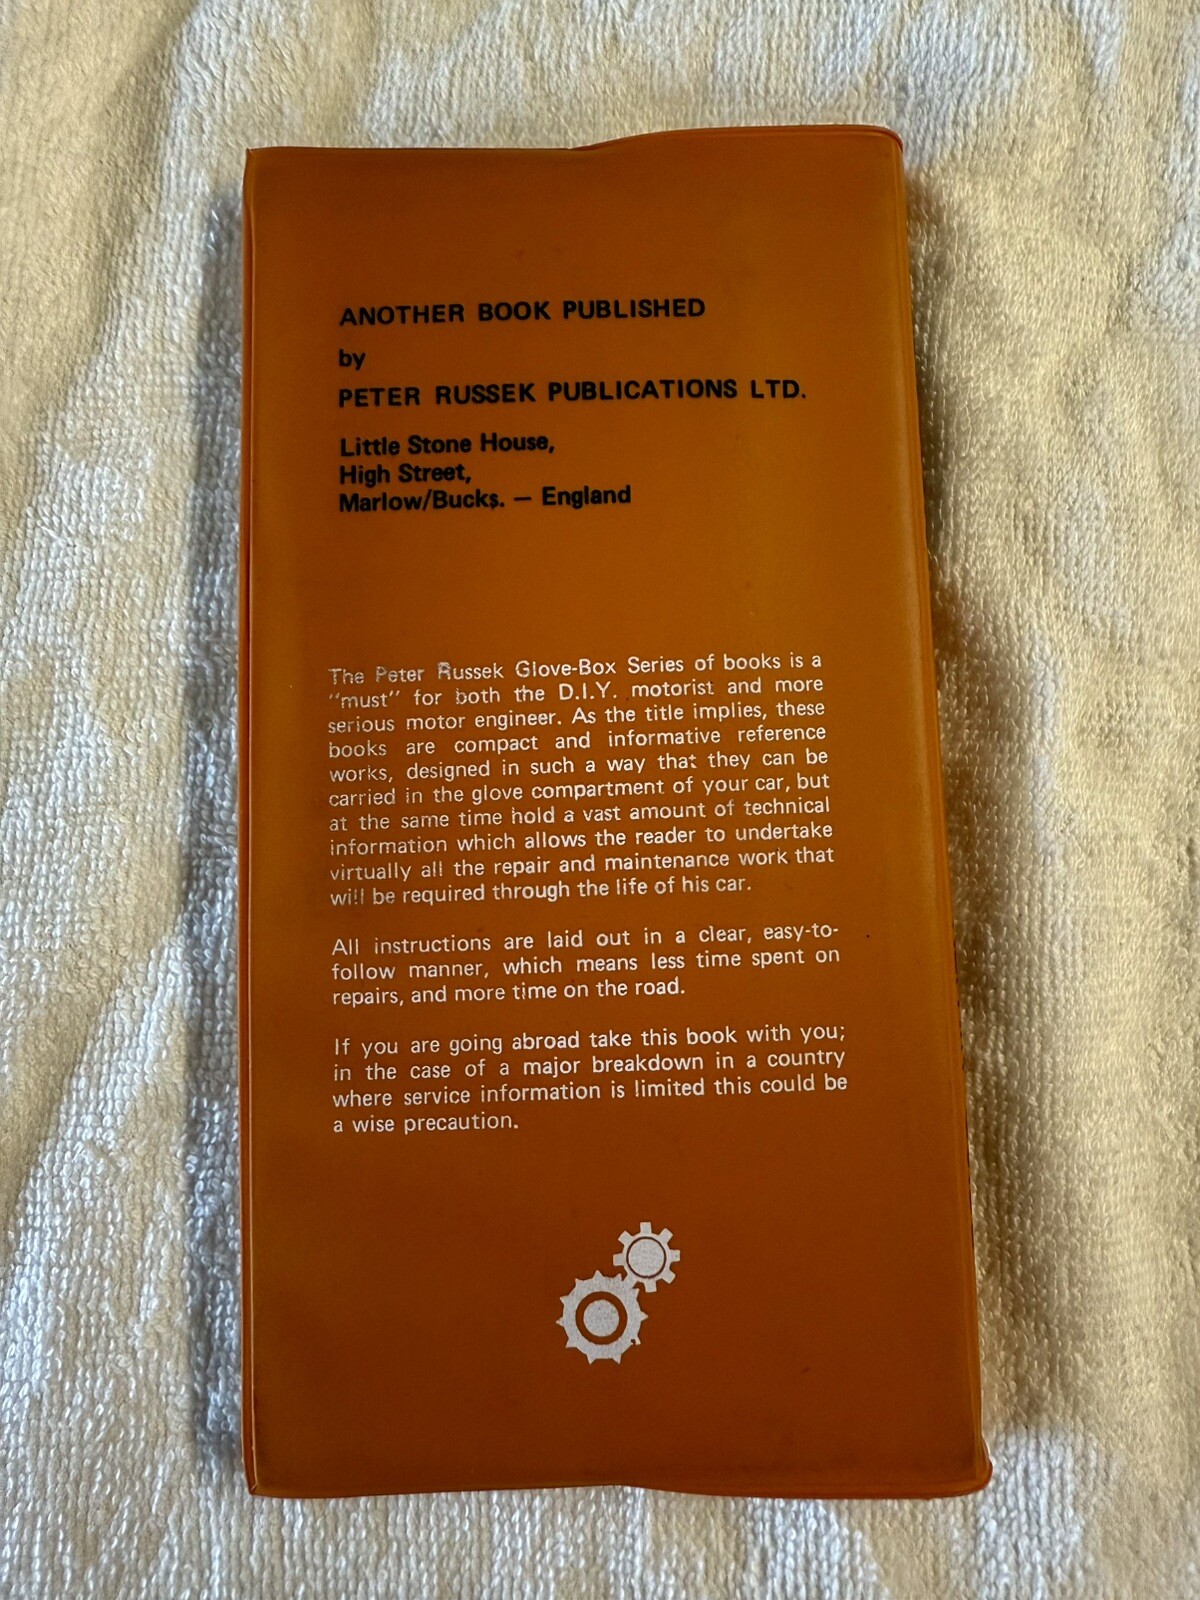 ANOTHER BOOK PUBLISHED
by
PETER RUSSEK PUBLICATIONS LTD.
Little Stone House,
High Street,
Marlow/Bucks. — England
The Peter Russek Glove-Box Series of books is a
"must" for both the D.I.Y. motorist and more
serious motor engineer. As the title implies, these
books are compact and informative reference
works, designed in such a way that they can be
carried in the glove compartment of your car, but
at the same time hold a vast amount of technical
information which allows the reader to undertake
virtually all the repair and maintenance work that
will be required through the life of his car.
All instructions are laid out in a clear, easy-to-
follow manner, which means less time spent on
repairs, and more time on the road.
If you are going abroad take this book with you;
in the case of a major breakdown in a country
where service information is limited this could be
a wise precaution.